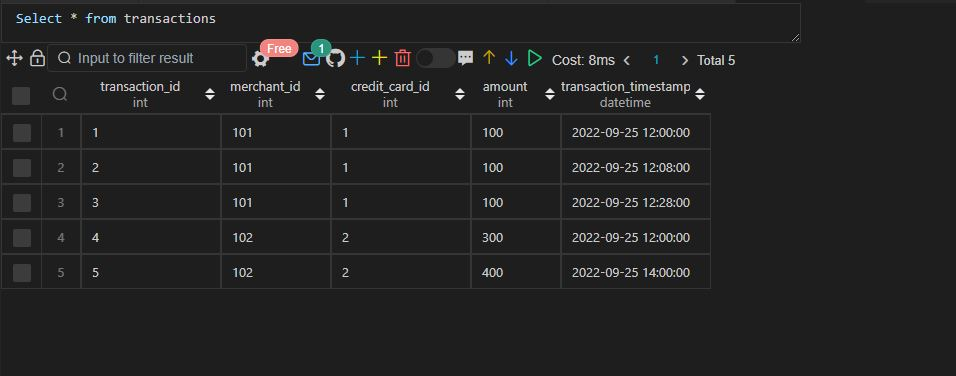 Select * from transactions
Input to filter result Free 1 Cost: 8ms 1 Total 5
transaction_id merchant_id credit_card_id amount transaction_timestamp
int int int int datetime
1 1 101 1 100 2022-09-25 12:00:00
2 2 101 1 100 2022-09-25 12:08:00
3 3 101 1 100 2022-09-25 12:28:00
4 4 102 2 300 2022-09-25 12:00:00
5 5 102 2 400 2022-09-25 14:00:00